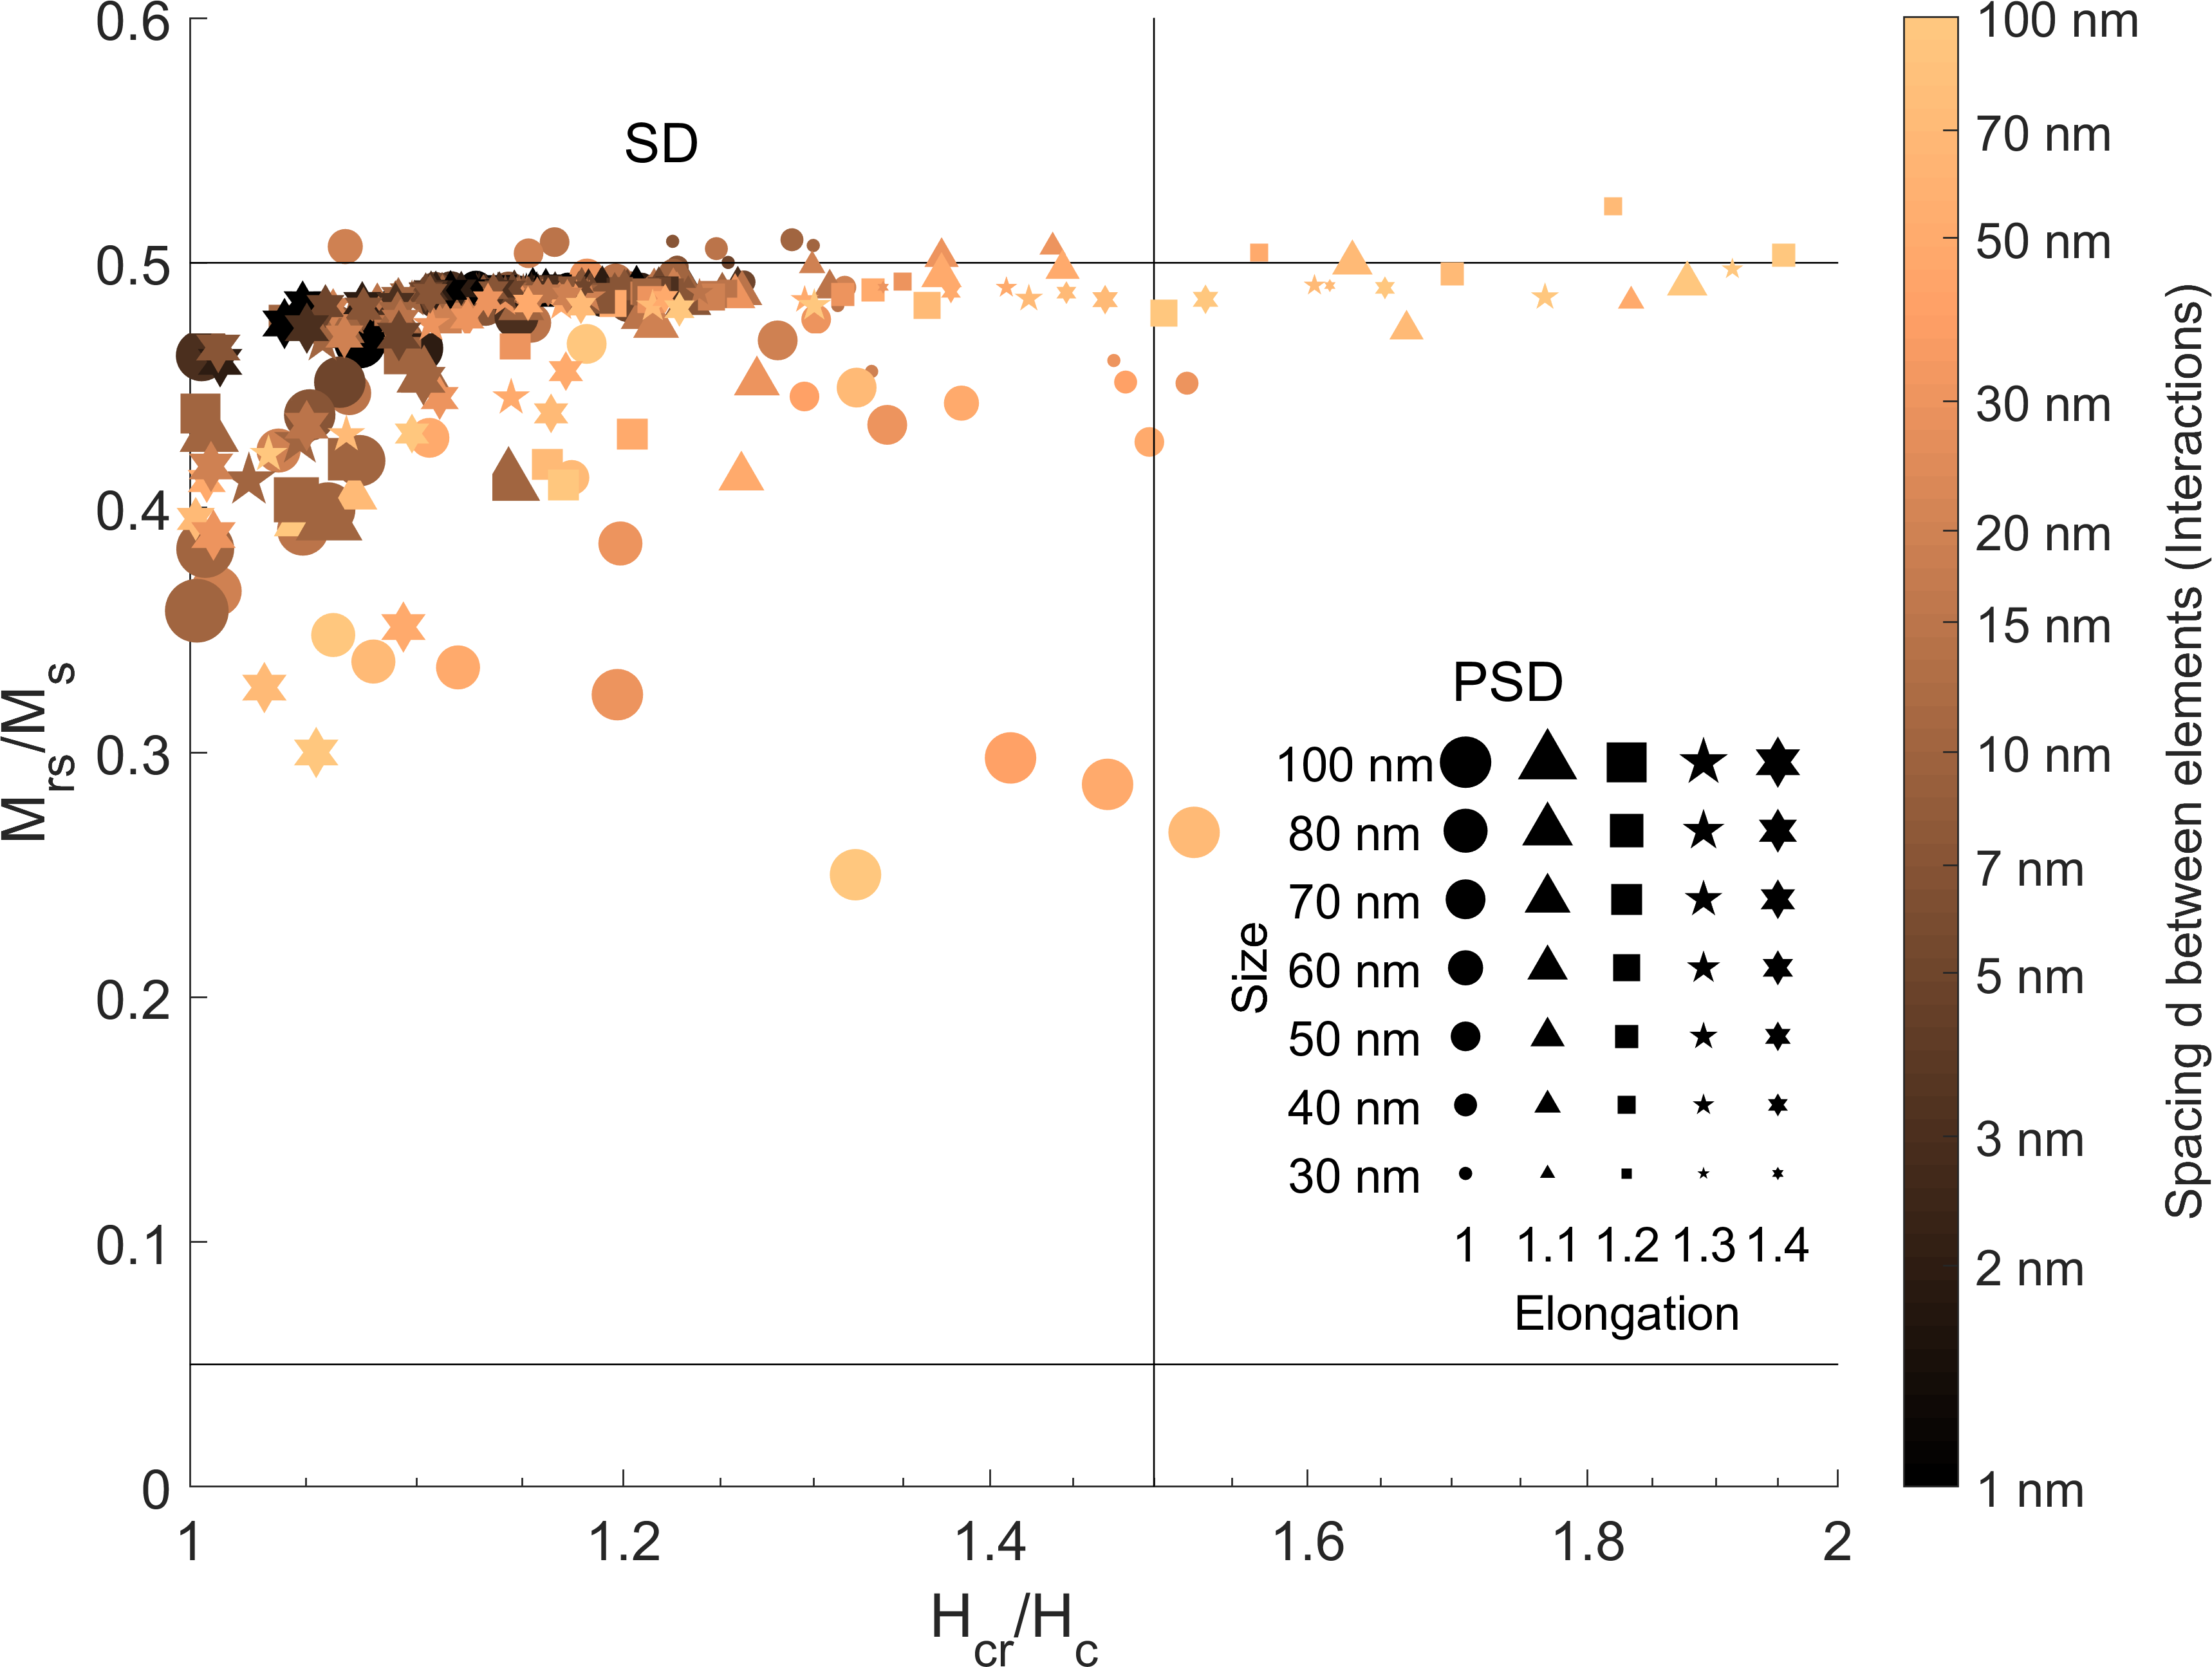 0.6
0.5
0.4
0.3
0.2
0.1
0
Mrs/Ms
1
1.2
1.4
1.6
1.8
2
Hcr/Hc
SD
PSD
Size
100 nm
80 nm
70 nm
60 nm
50 nm
40 nm
30 nm
1 1.1 1.2 1.3 1.4
Elongation
100 nm
70 nm
50 nm
30 nm
20 nm
15 nm
10 nm
7 nm
5 nm
3 nm
2 nm
1 nm
Spacing d between elements (Interactions)